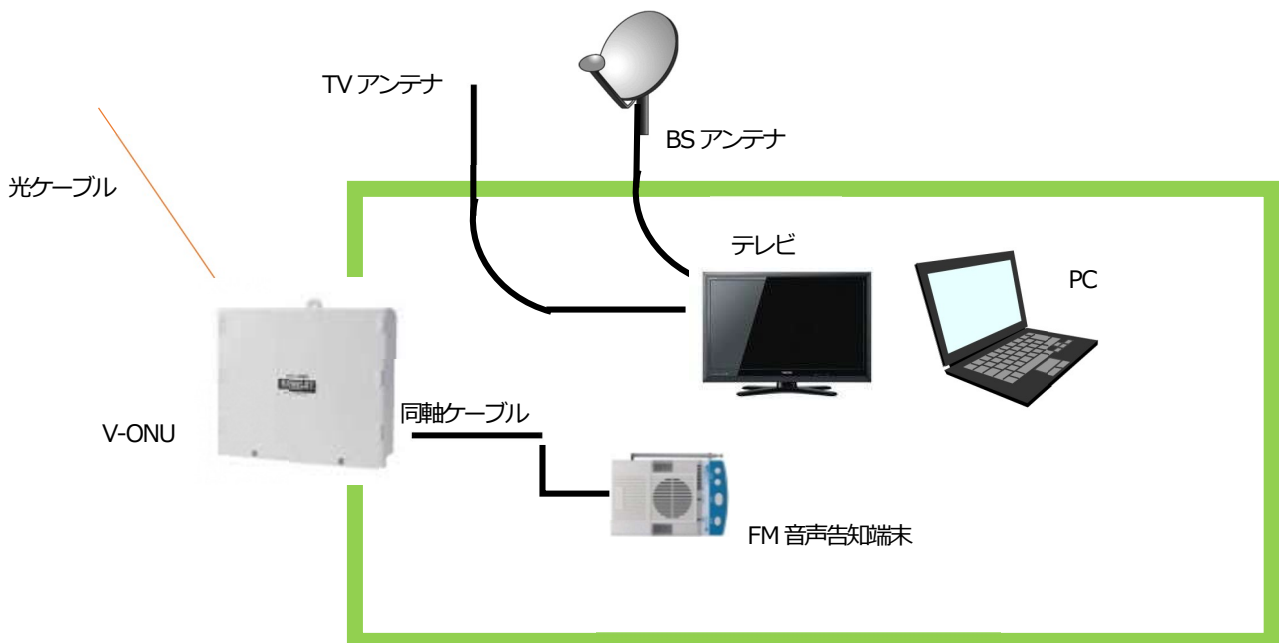 TV アンテナ
BS アンテナ
光ケーブル
テレビ
PC
同軸ケーブル
V-ONU
FM 音声告知端末